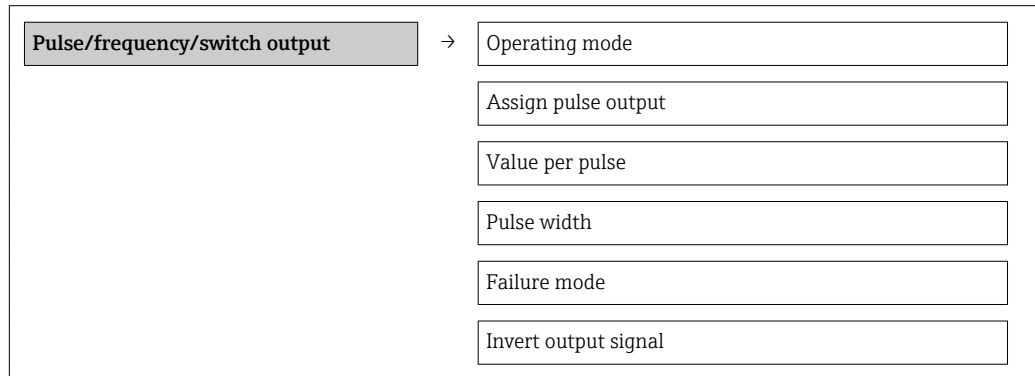 Pulse/frequency/switch output → Operating mode
Assign pulse output
Value per pulse
Pulse width
Failure mode
Invert output signal